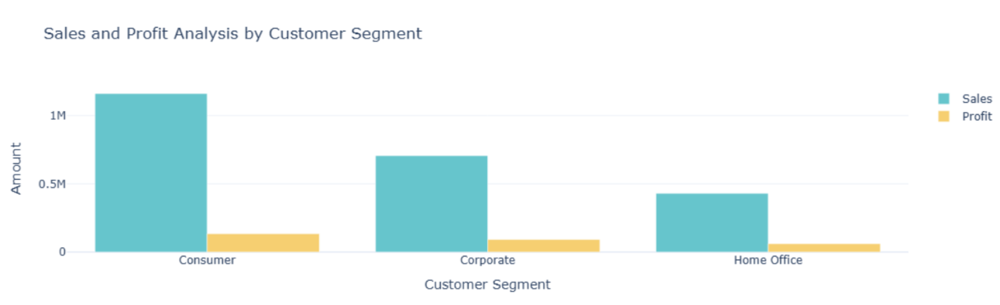 Sales and Profit Analysis by Customer Segment
Sales
Profit
1M
0.5M
0
Amount
Consumer
Corporate
Home Office
Customer Segment